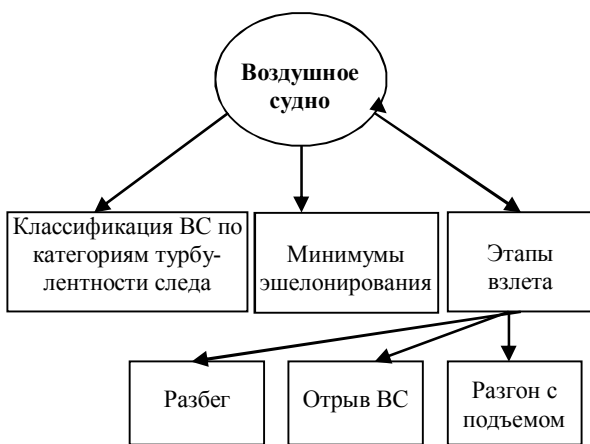 Воздушное
судно
Классификация ВС по
категориям турбу-
лентности следа
Минимумы
эшелонирования
Этапы
взлета
Разбег
Отрыв ВС
Разгон с
подъемом